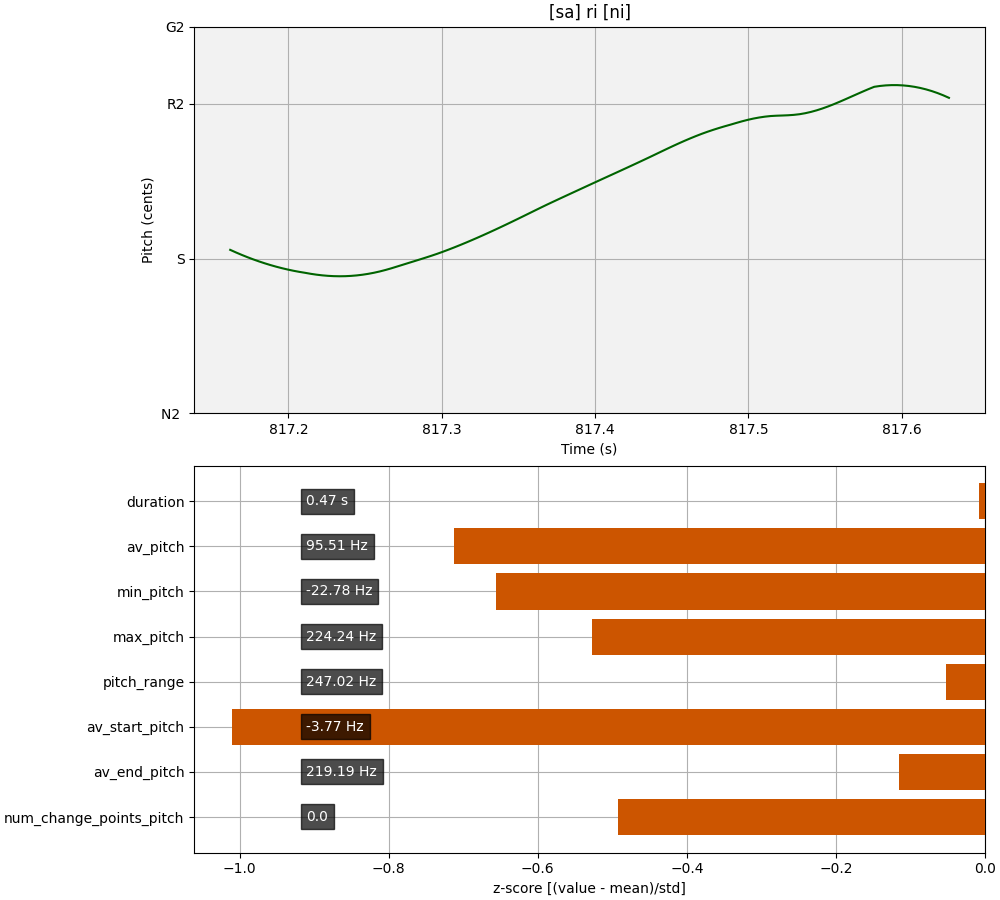 [sa] ri [ni]
G2
R2
S
N2
Pitch (cents)
817.2 817.3 817.4 817.5 817.6
Time (s)
duration 0.47 s
av_pitch 95.51 Hz
min_pitch -22.78 Hz
max_pitch 224.24 Hz
pitch_range 247.02 Hz
av_start_pitch -3.77 Hz
av_end_pitch 219.19 Hz
num_change_points_pitch 0.0
−1.0 −0.8 −0.6 −0.4 −0.2 0.0
z-score [(value - mean)/std]